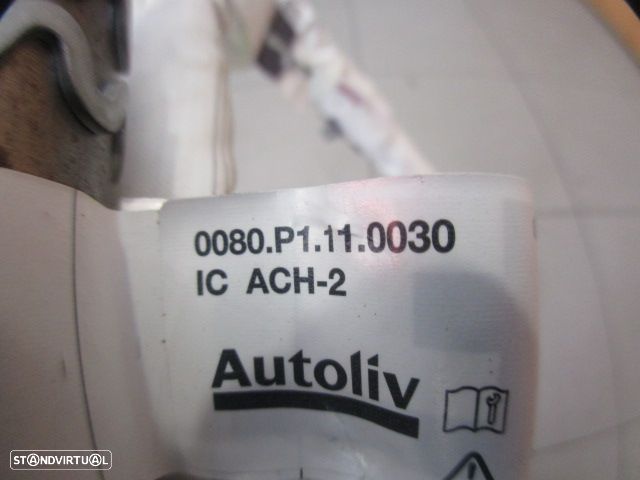 0080.P1.11.0030
IC ACH-2
Autoliv
STANDVIRTUAL